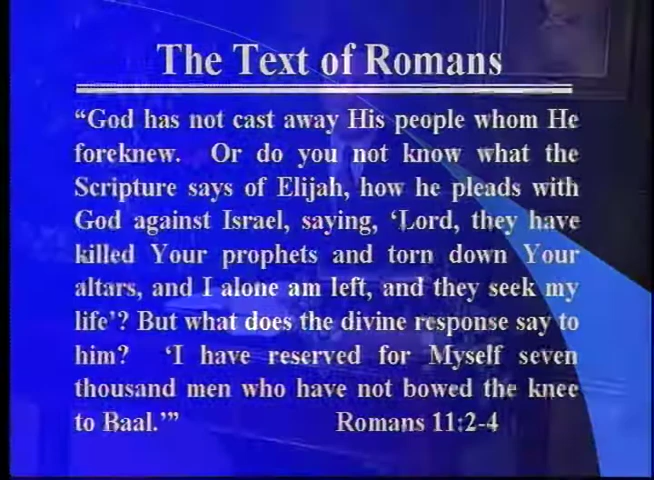 The Text of Romans
“God has not cast away His people whom He
foreknew. Or do you not know what the
Scripture says of Elijah, how he pleads with
God against Israel, saying, ‘Lord, they have
killed Your prophets and torn down Your
altars, and I alone am left, and they seek my
life’? But what does the divine response say to
him? ‘I have reserved for Myself seven
thousand men who have not bowed the knee
to Baal.’” Romans 11:2-4